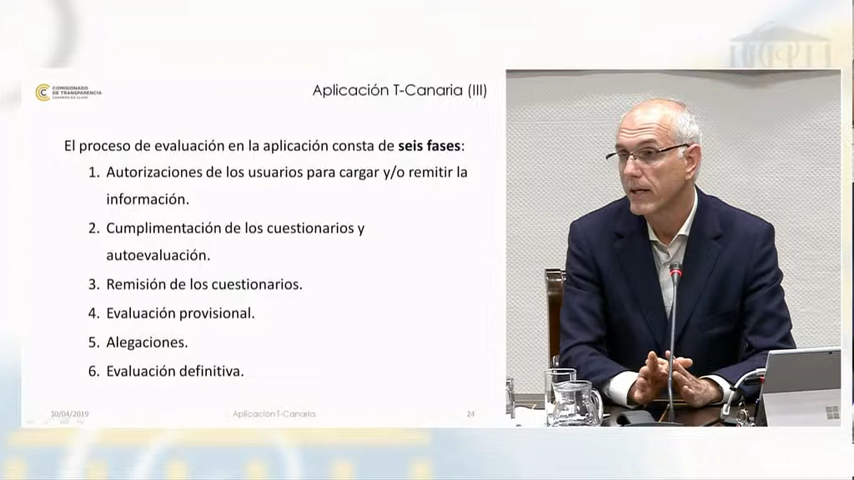 COMISIONADO
DE TRANSPARENCIA
Aplicación T-Canaria (III)
El proceso de evaluación en la aplicación consta de seis fases:
1. Autorizaciones de los usuarios para cargar y/o remitir la
información.
2. Cumplimentación de los cuestionarios y
autoevaluación.
3. Remisión de los cuestionarios.
4. Evaluación provisional.
5. Alegaciones.
6. Evaluación definitiva.
30/04/2019
Aplicación T-Canaria
24